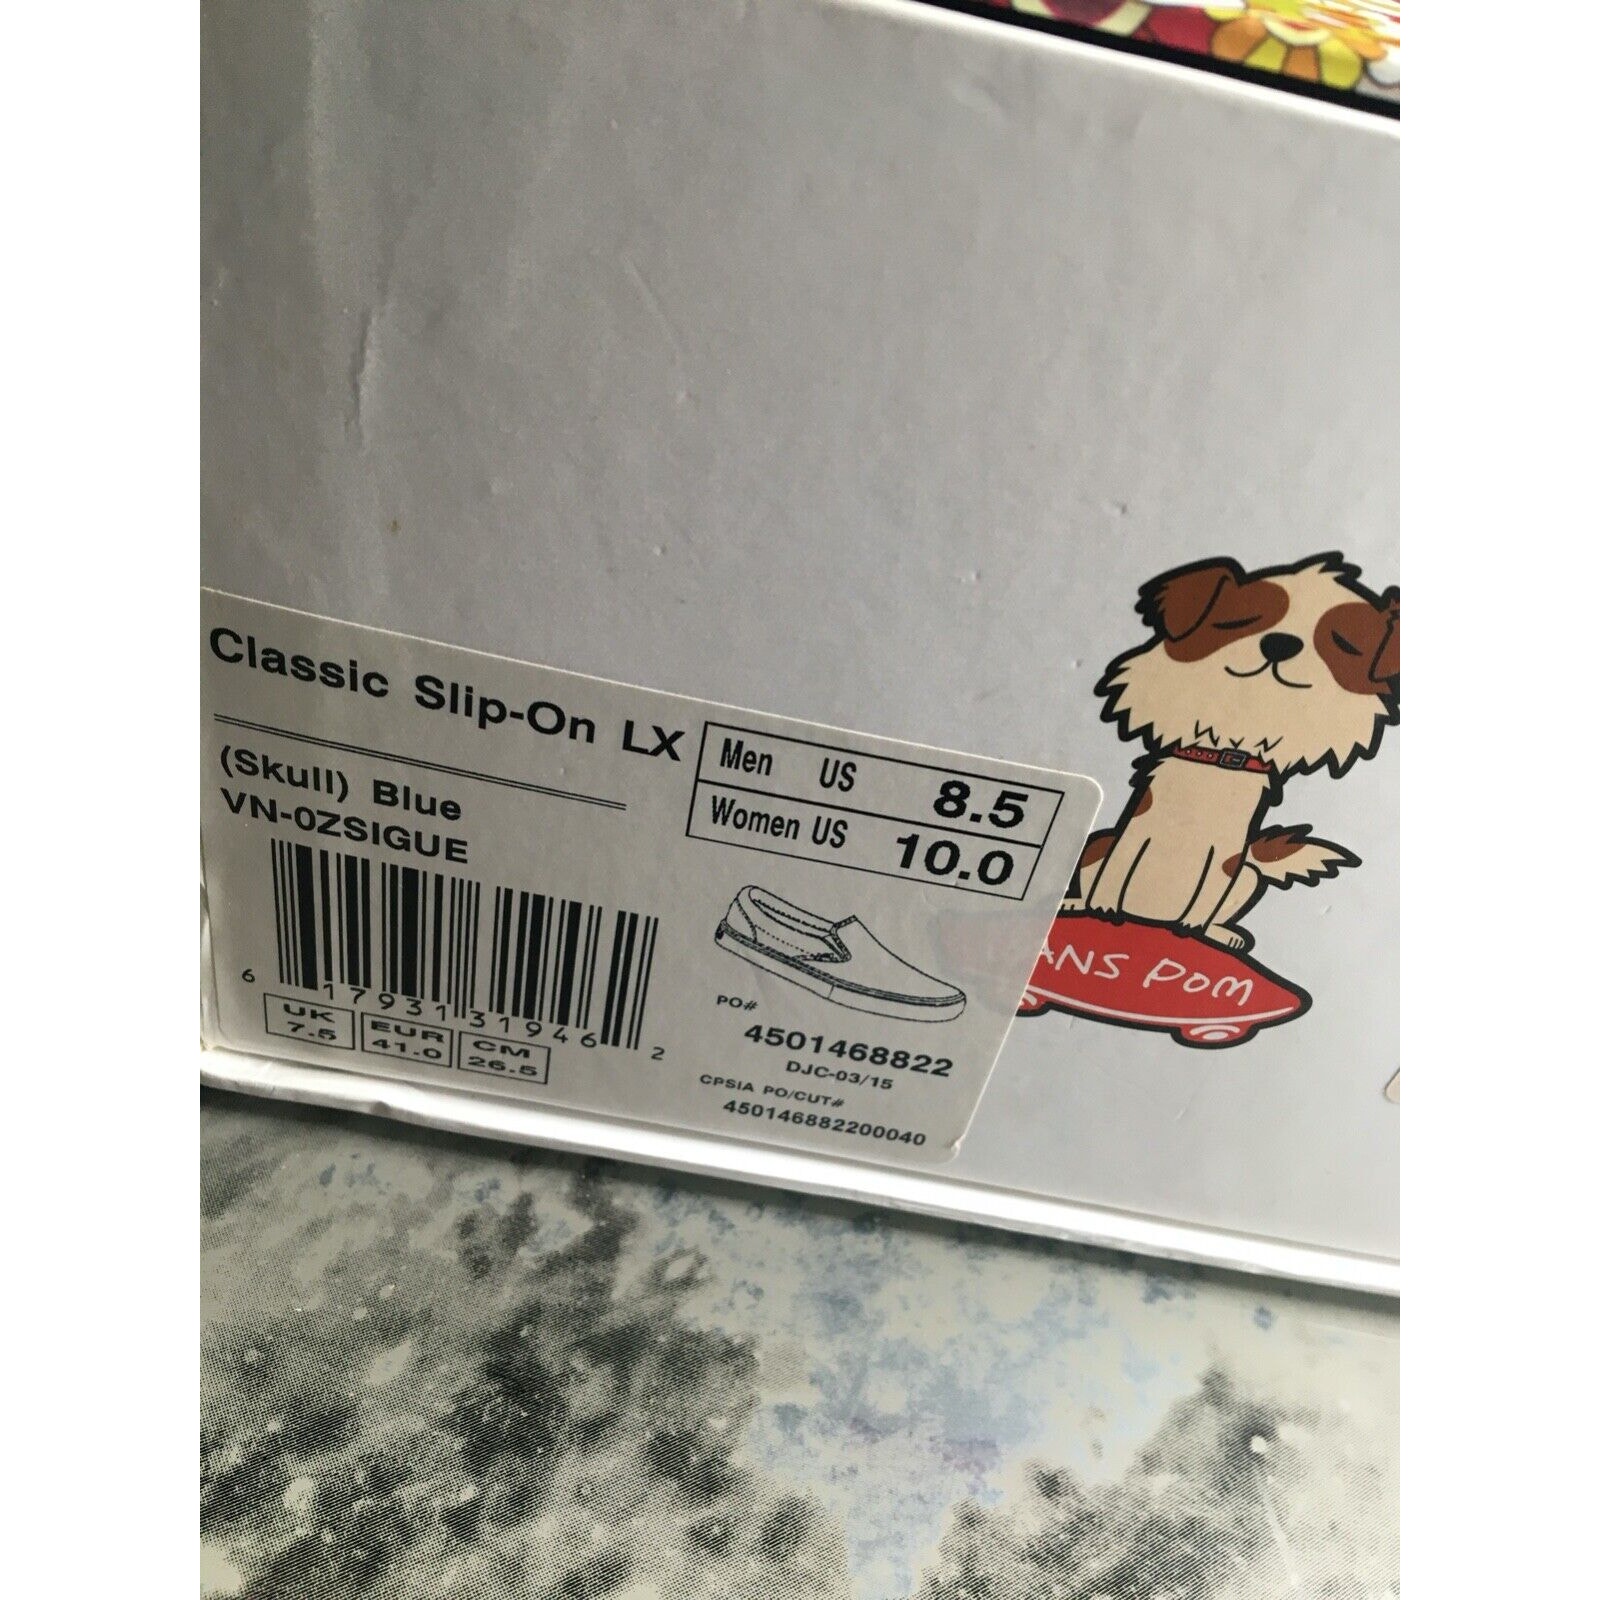 Classic Slip-On LX
(Skull) Blue
VN-0ZSIGUE
Men US 8.5
Women US 10.0
6 17931 31946 2
UK 7.5
EUR 41.0
CM 26.5
PO#
4501468822
DJC-03/15
CPSIA PO/CUT#
450146882200040
ANS POM